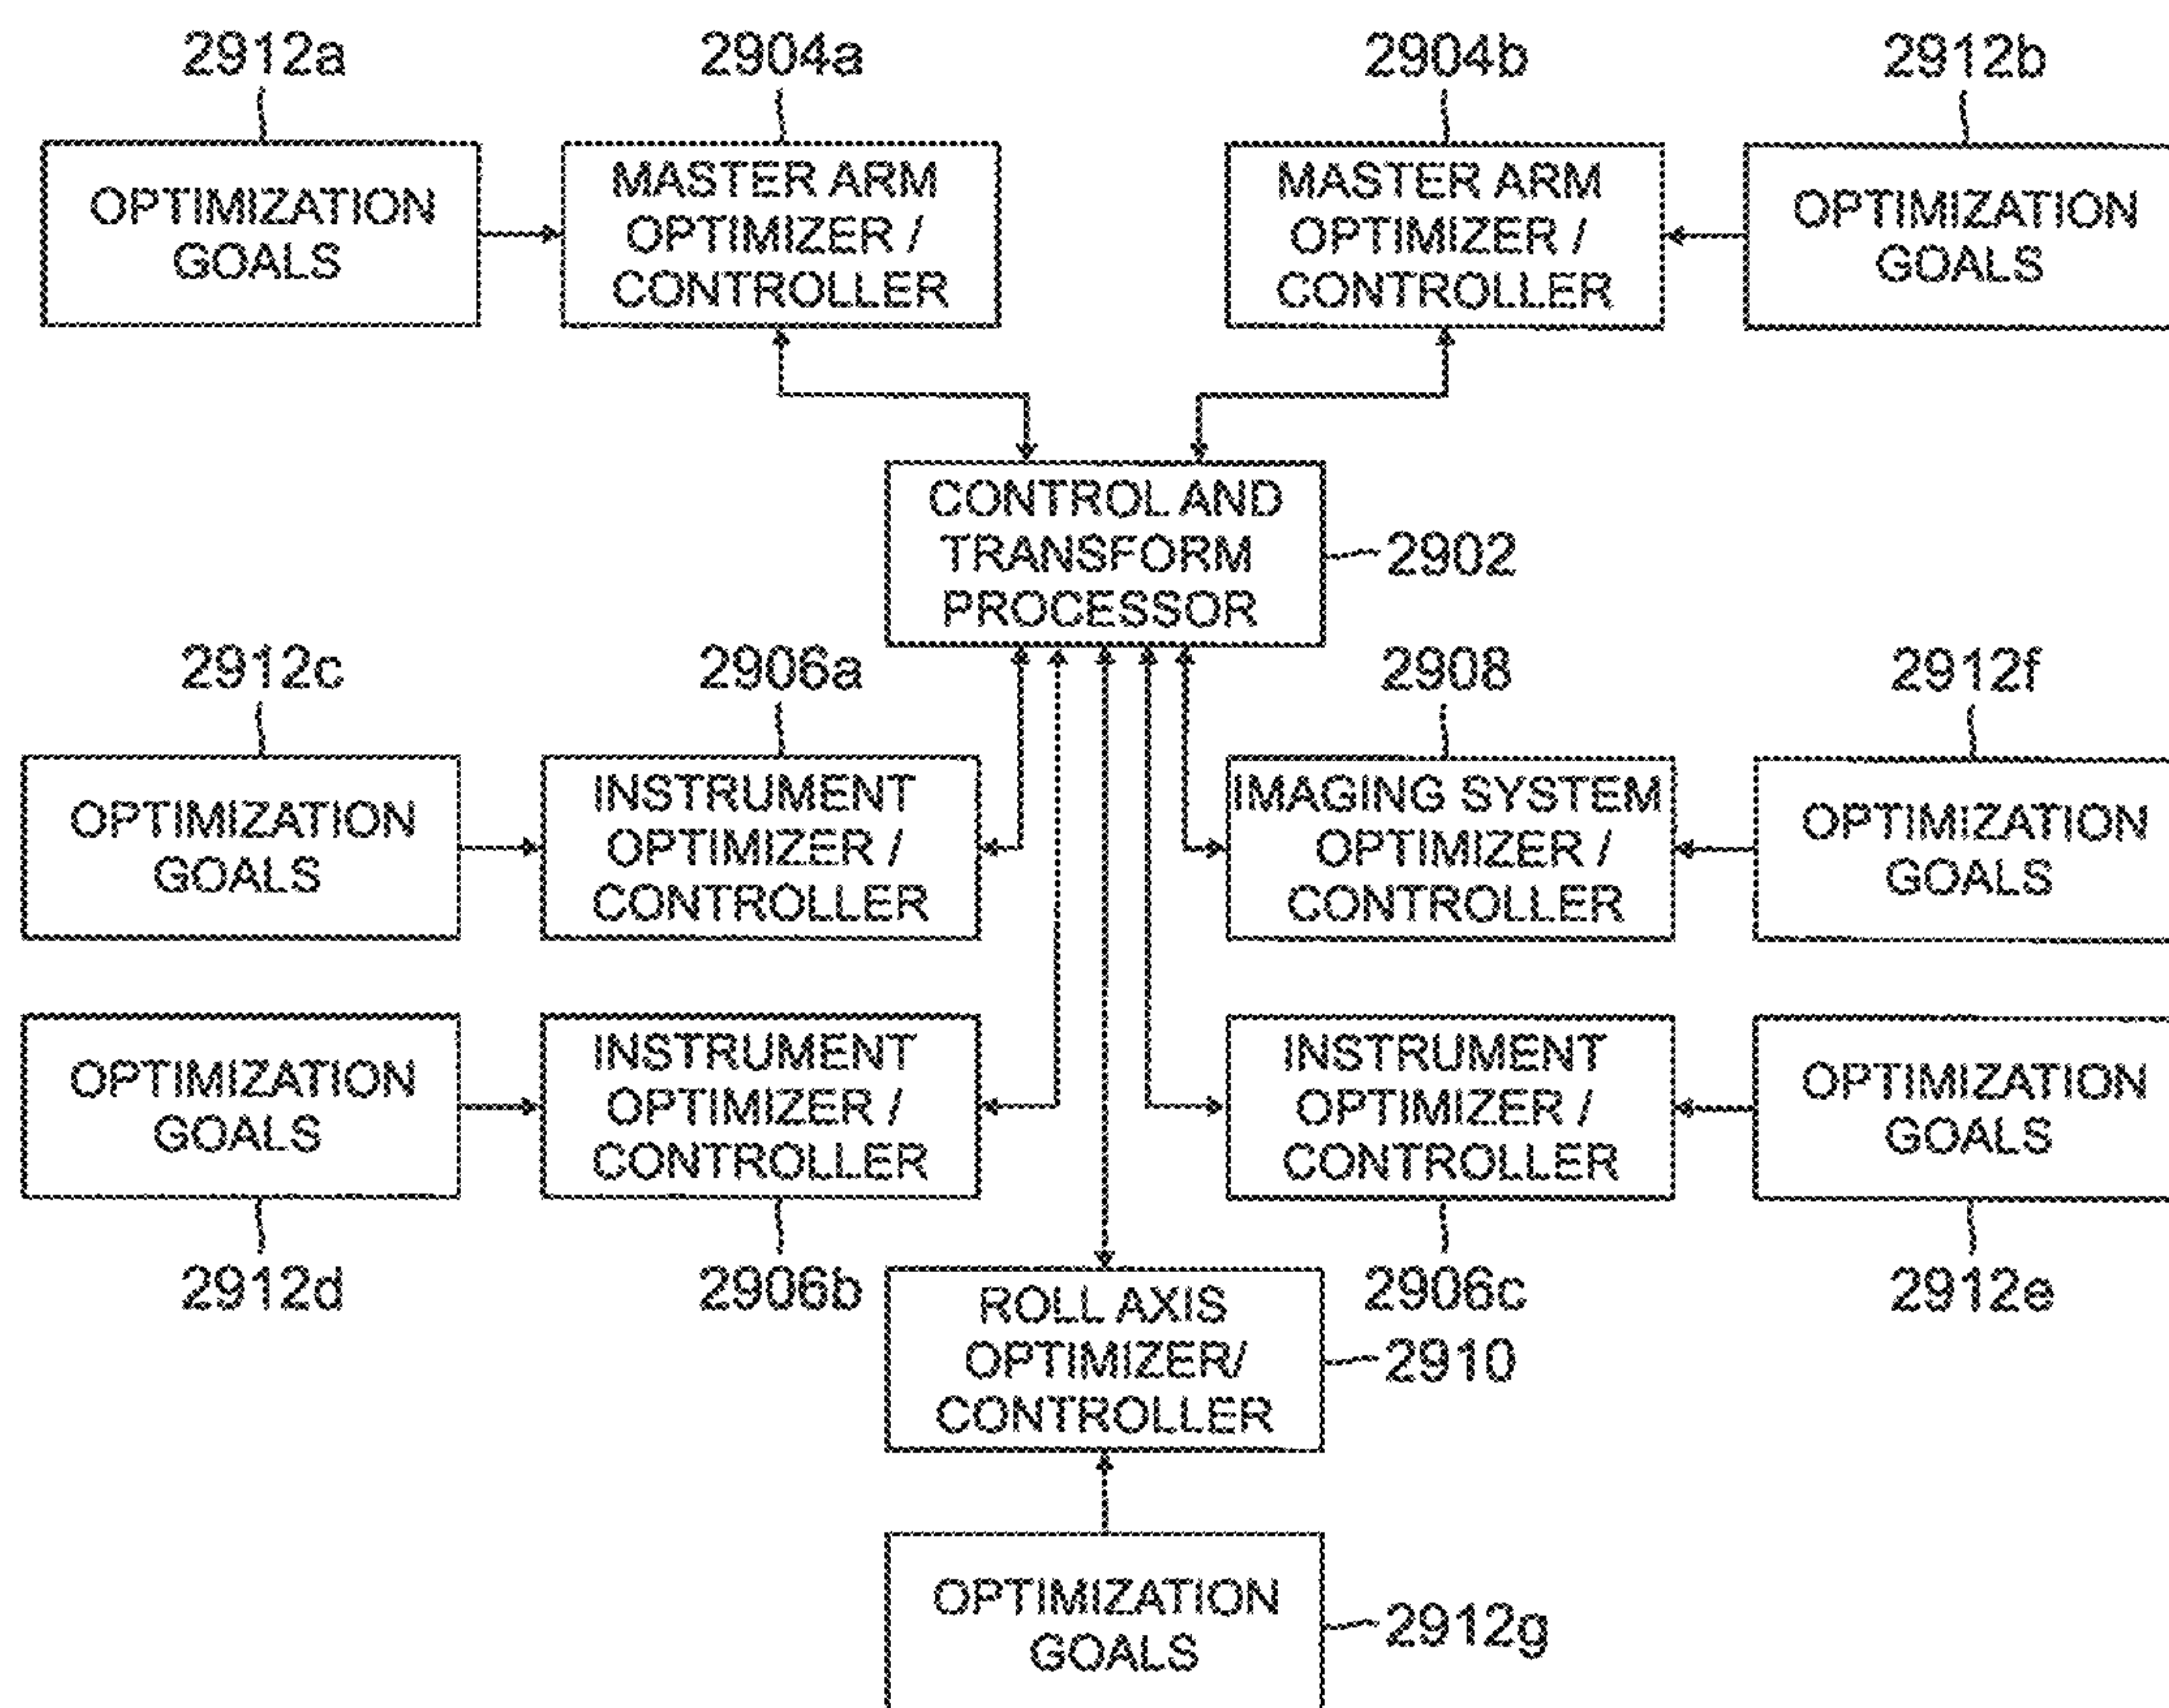 2912a
2904a
2904b
2912b
OPTIMIZATION
GOALS
MASTER ARM
OPTIMIZER /
CONTROLLER
MASTER ARM
OPTIMIZER /
CONTROLLER
OPTIMIZATION
GOALS
CONTROL AND
TRANSFORM
PROCESSOR
2902
2912c
2906a
2908
2912f
OPTIMIZATION
GOALS
INSTRUMENT
OPTIMIZER /
CONTROLLER
IMAGING SYSTEM
OPTIMIZER /
CONTROLLER
OPTIMIZATION
GOALS
OPTIMIZATION
GOALS
INSTRUMENT
OPTIMIZER /
CONTROLLER
INSTRUMENT
OPTIMIZER /
CONTROLLER
OPTIMIZATION
GOALS
2912d
2906b
2906c
2912e
ROLL AXIS
OPTIMIZER/
CONTROLLER
2910
OPTIMIZATION
GOALS
2912g